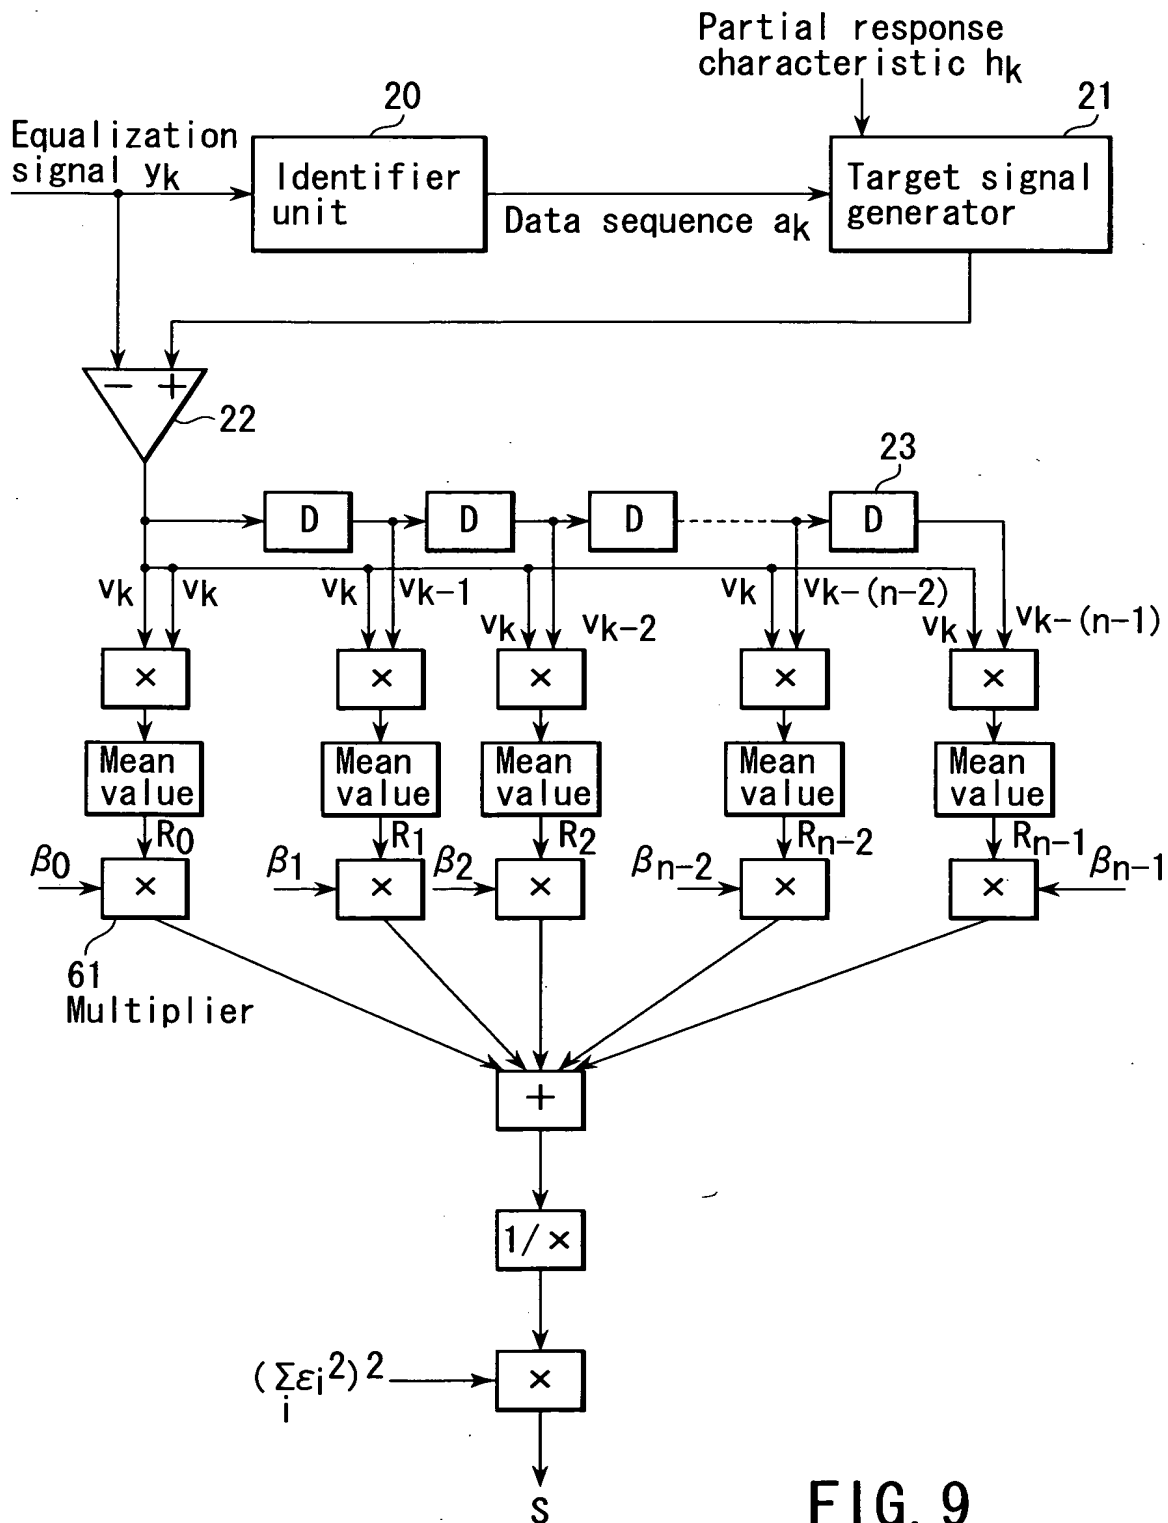 Partial response
characteristic hk
20
21
Equalization
signal yk
Identifier
unit
Data sequence ak
Target signal
generator
− +
22
23
D D D D
vk vk vk vk-1 vk vk-2 vk vk-(n-2) vk vk-(n-1)
× × × × ×
Mean
value
Mean
value
Mean
value
Mean
value
Mean
value
R0 R1 R2 Rn-2 Rn-1
β0 β1 β2 βn-2 βn-1
× × × × ×
61
Multiplier
+
1/×
(Σεi²)²
i
×
S
FIG. 9